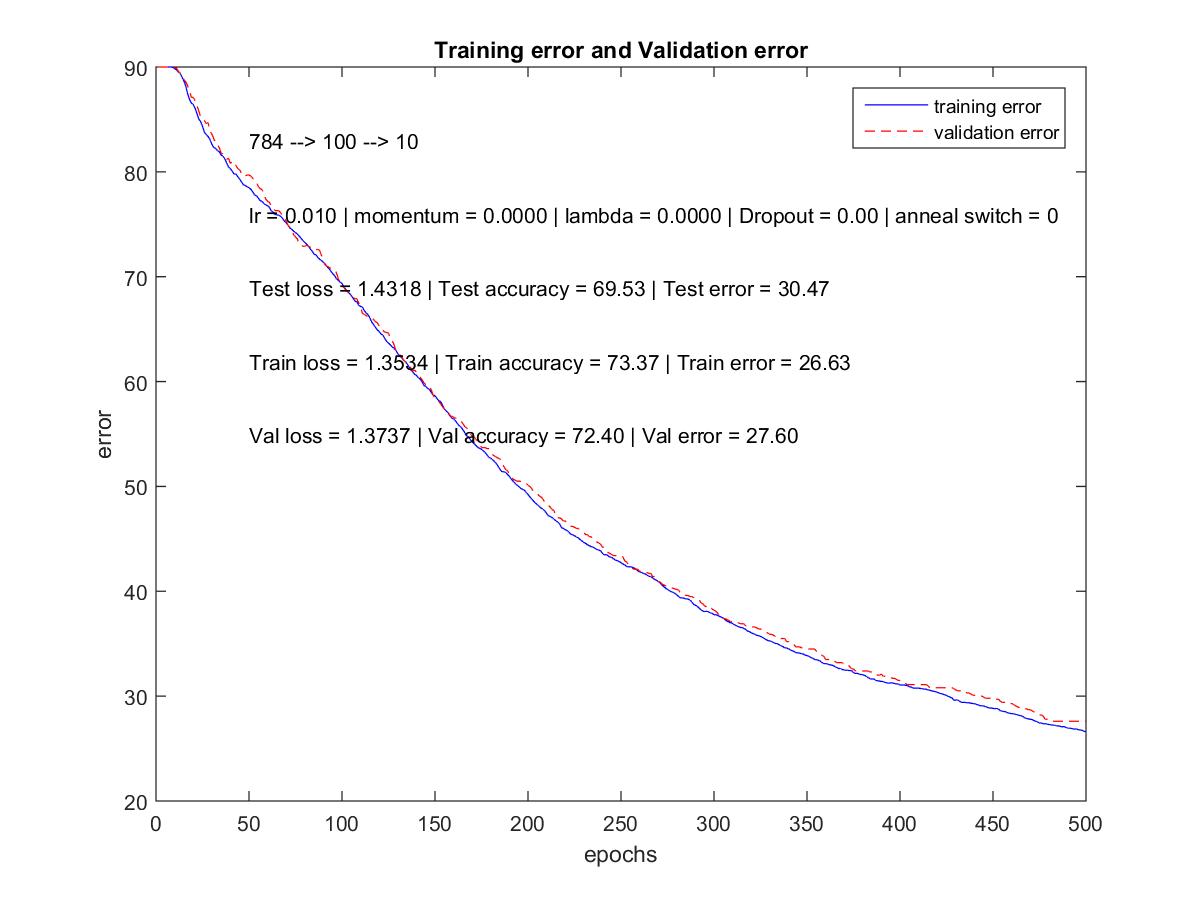 Training error and Validation error
90
80
70
60
50
40
30
20
error
training error
validation error
784 --> 100 --> 10
lr = 0.010 | momentum = 0.0000 | lambda = 0.0000 | Dropout = 0.00 | anneal switch = 0
Test loss = 1.4318 | Test accuracy = 69.53 | Test error = 30.47
Train loss = 1.3534 | Train accuracy = 73.37 | Train error = 26.63
Val loss = 1.3737 | Val accuracy = 72.40 | Val error = 27.60
0 50 100 150 200 250 300 350 400 450 500
epochs